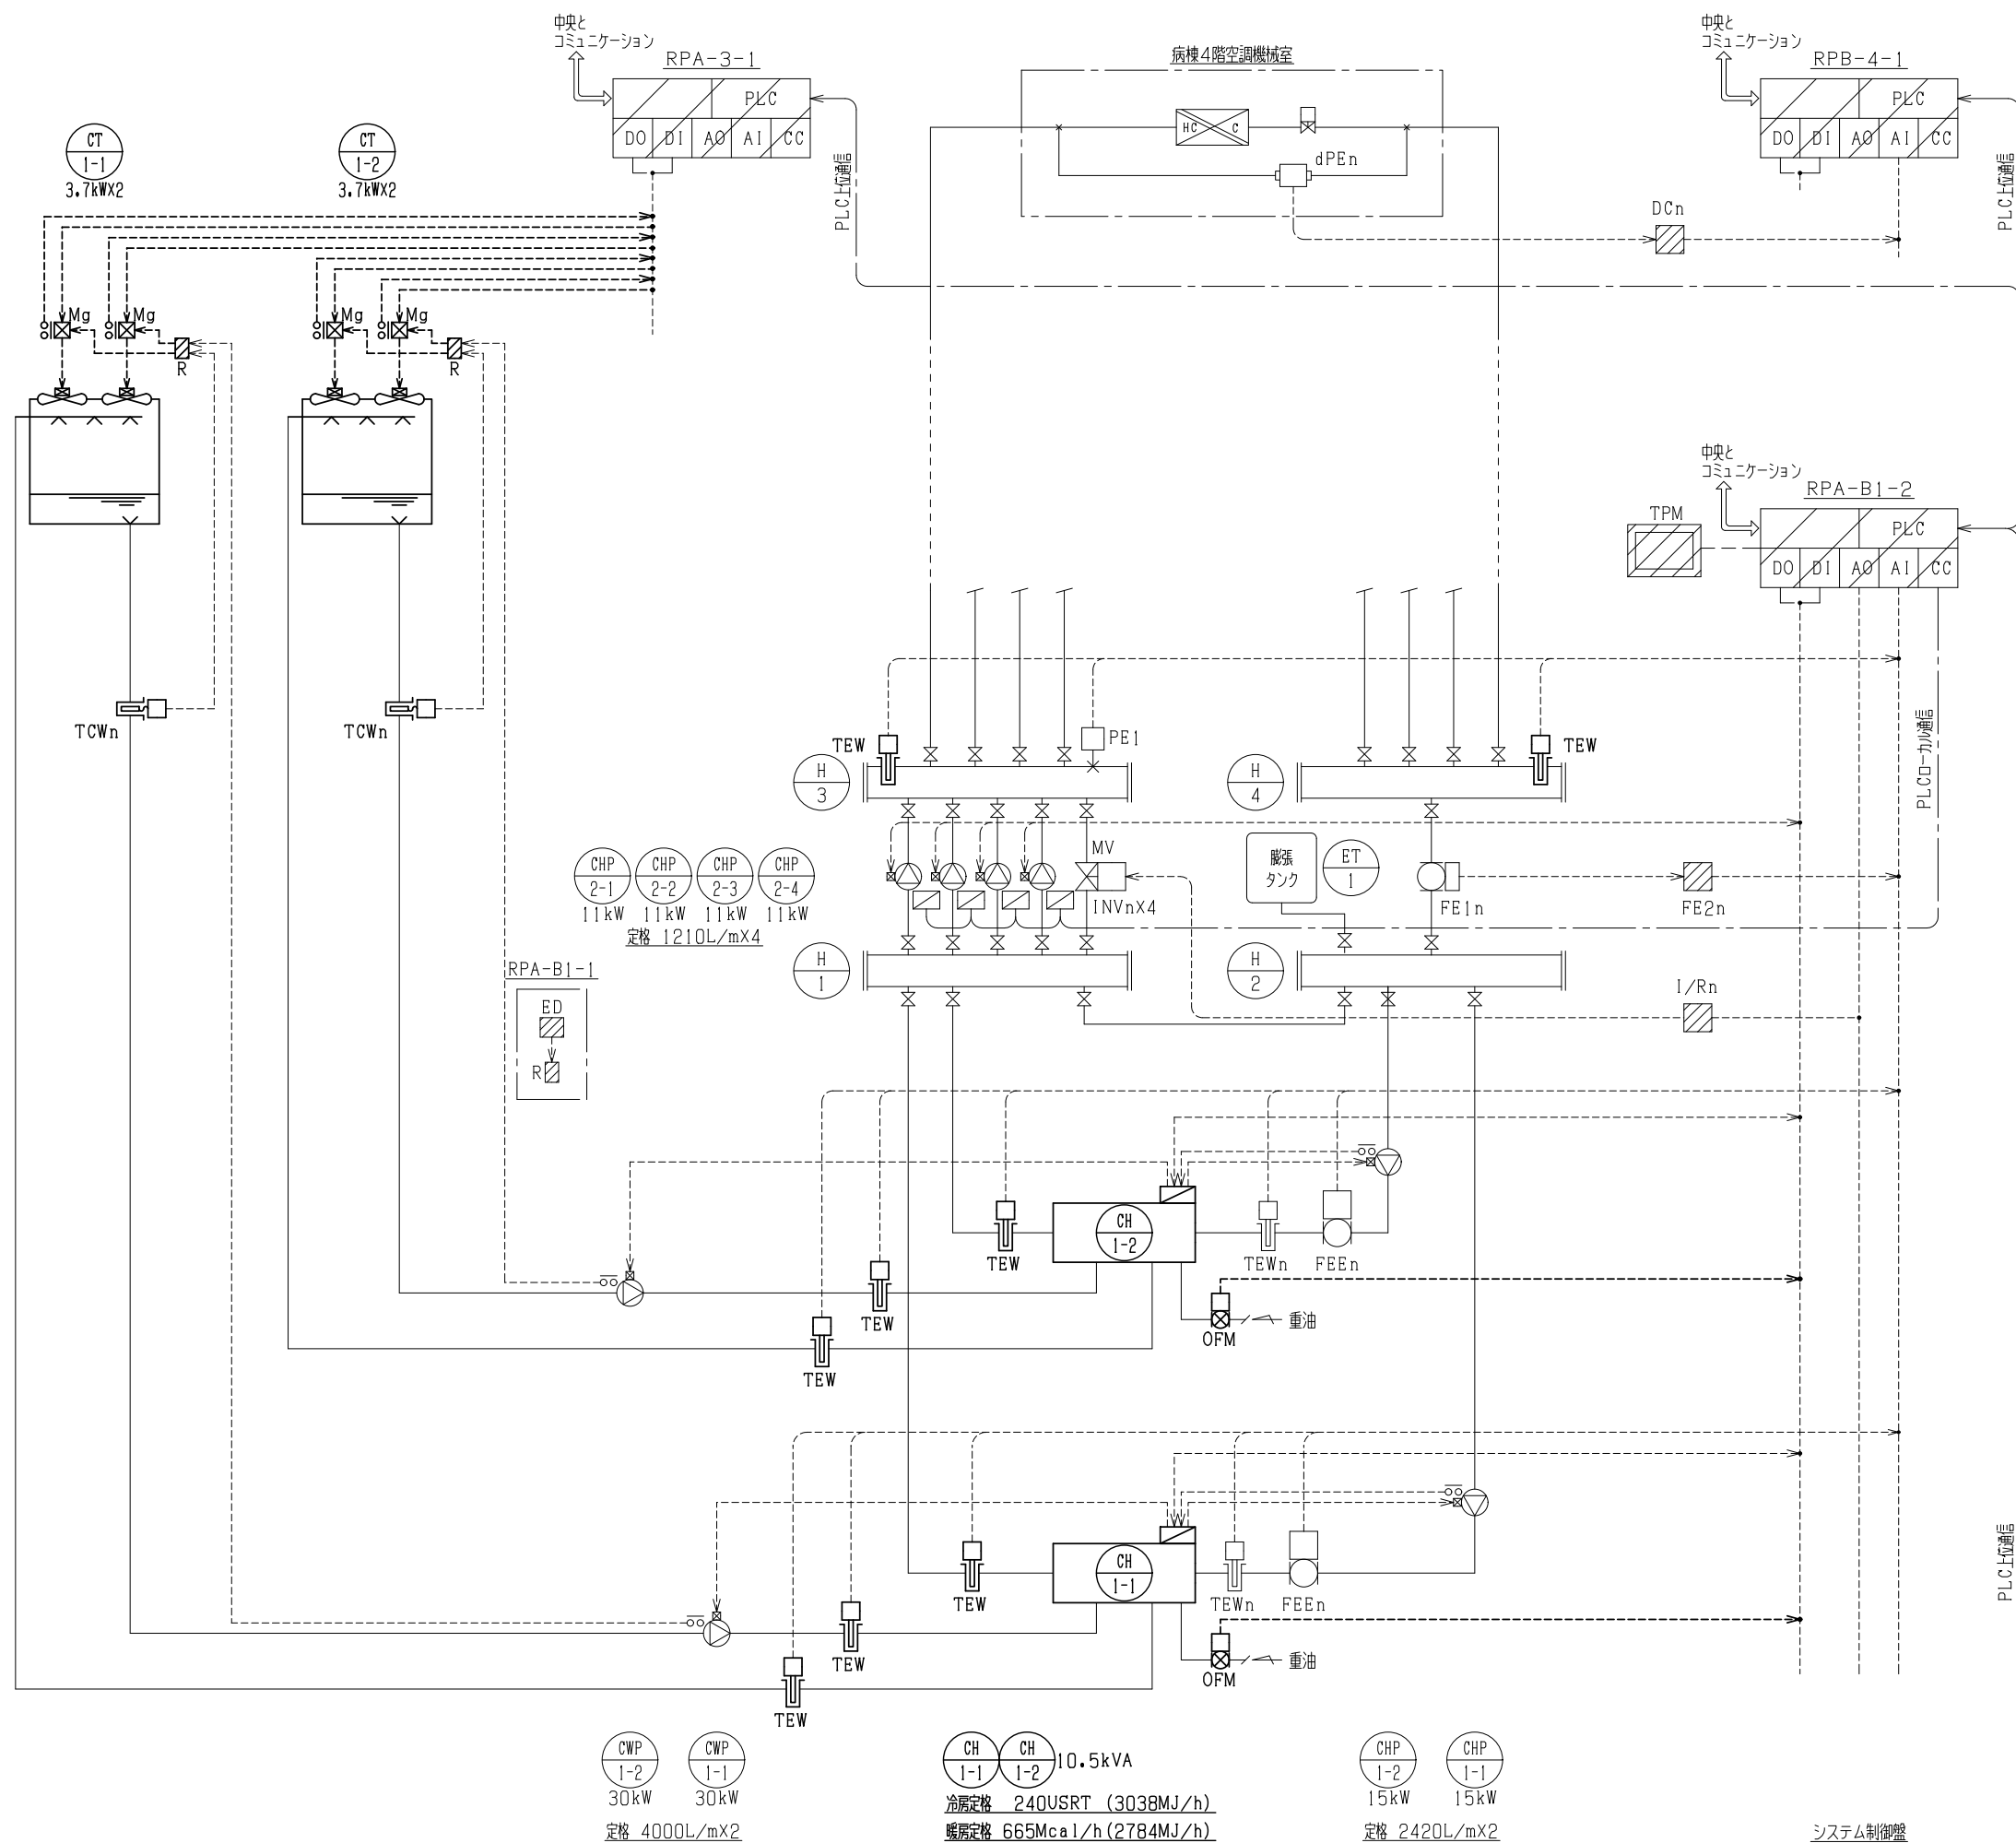 中央と
コミュニケーション
RPA-3-1
PLC
DO DI AO AI CC
PLC上位通信
病棟4階空調機械室
HC C
dPEn
中央と
コミュニケーション
RPB-4-1
PLC
DO DI AO AI CC
PLC上位通信
DCn
CT
1-1
3.7kWX2
CT
1-2
3.7kWX2
Mg
Mg
R
Mg
Mg
R
中央と
コミュニケーション
RPA-B1-2
TPM
PLC
DO DI AO AI CC
TCWn
TCWn
TEW
PE1
TEW
PLCローカル通信
H
3
H
4
CHP
2-1
11kW
CHP
2-2
11kW
CHP
2-3
11kW
CHP
2-4
11kW
定格 1210L/mX4
MV
INVnX4
膨張
タンク
ET
1
FE1n
FE2n
H
1
H
2
RPA-B1-1
ED
R
I/Rn
CH
1-2
TEW
TEWn
FEEn
TEW
TEW
OFM
重油
CH
1-1
TEW
TEWn
FEEn
TEW
TEW
OFM
重油
PLC上位通信
CWP
1-2
30kW
CWP
1-1
30kW
定格 4000L/mX2
CH
1-1
CH
1-2
10.5kVA
冷房定格 240USRT (3038MJ/h)
暖房定格 665Mcal/h(2784MJ/h)
CHP
1-2
15kW
CHP
1-1
15kW
定格 2420L/mX2
システム制御盤